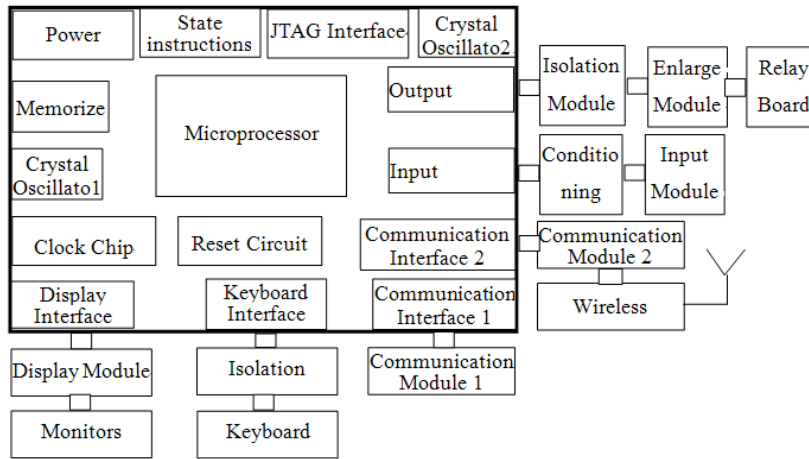 Power
State
instructions
JTAG Interface
Crystal
Oscillato2
Memorize
Microprocessor
Output
Isolation
Module
Enlarge
Module
Relay
Board
Crystal
Oscillato1
Input
Conditio
ning
Input
Module
Clock Chip
Reset Circuit
Communication
Interface 2
Communication
Module 2
Display
Interface
Keyboard
Interface
Communication
Interface 1
Wireless
Display Module
Isolation
Communication
Module 1
Monitors
Keyboard